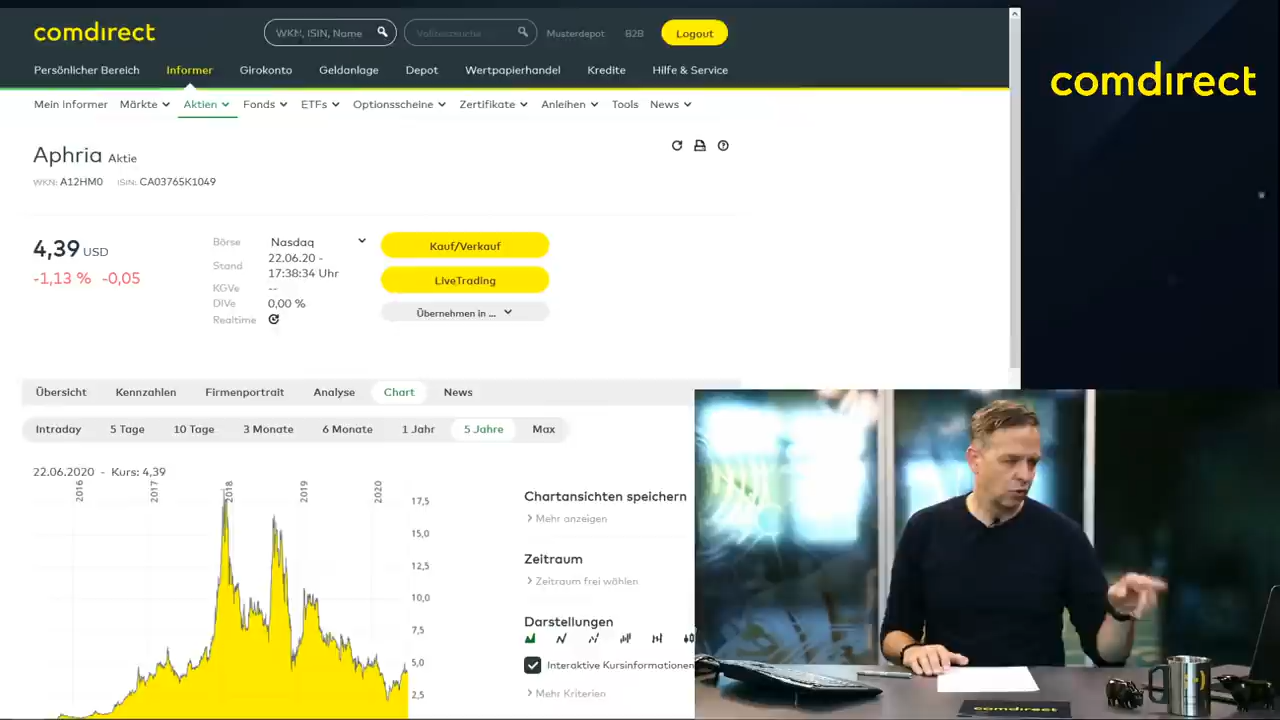 comdırect
WKN, ISIN, Name
Volltextsuche
Musterdepot
B2B
Logout
comdırect
Persönlicher Bereich
Informer
Girokonto
Geldanlage
Depot
Wertpapierhandel
Kredite
Hilfe & Service
Mein Informer
Märkte
Aktien
Fonds
ETFs
Optionsscheine
Zertifikate
Anleihen
Tools
News
Aphria Aktie
WKN: A12HM0 ISIN: CA03765K1049
4,39 USD
-1,13 % -0,05
Börse Nasdaq
Stand 22.06.20 -
17:38:34 Uhr
KGVe --
DIVe 0,00 %
Realtime
Kauf/Verkauf
LiveTrading
Übernehmen in ...
Übersicht
Kennzahlen
Firmenportrait
Analyse
Chart
News
Intraday
5 Tage
10 Tage
3 Monate
6 Monate
1 Jahr
5 Jahre
Max
22.06.2020 - Kurs: 4,39
2016
2017
2018
2019
2020
17,5
15,0
12,5
10,0
7,5
5,0
2,5
Chartansichten speichern
Mehr anzeigen
Zeitraum
Zeitraum frei wählen
Darstellungen
Interaktive Kursinformationen
Mehr Kriterien
comdırect